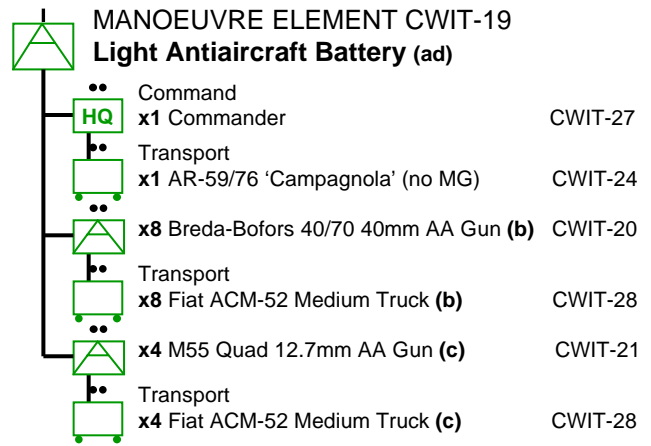 MANOEUVRE ELEMENT CWIT-19
Light Antiaircraft Battery (ad)
Command
HQ x1 Commander CWIT-27
Transport
x1 AR-59/76 ‘Campagnola’ (no MG) CWIT-24
x8 Breda-Bofors 40/70 40mm AA Gun (b) CWIT-20
Transport
x8 Fiat ACM-52 Medium Truck (b) CWIT-28
x4 M55 Quad 12.7mm AA Gun (c) CWIT-21
Transport
x4 Fiat ACM-52 Medium Truck (c) CWIT-28